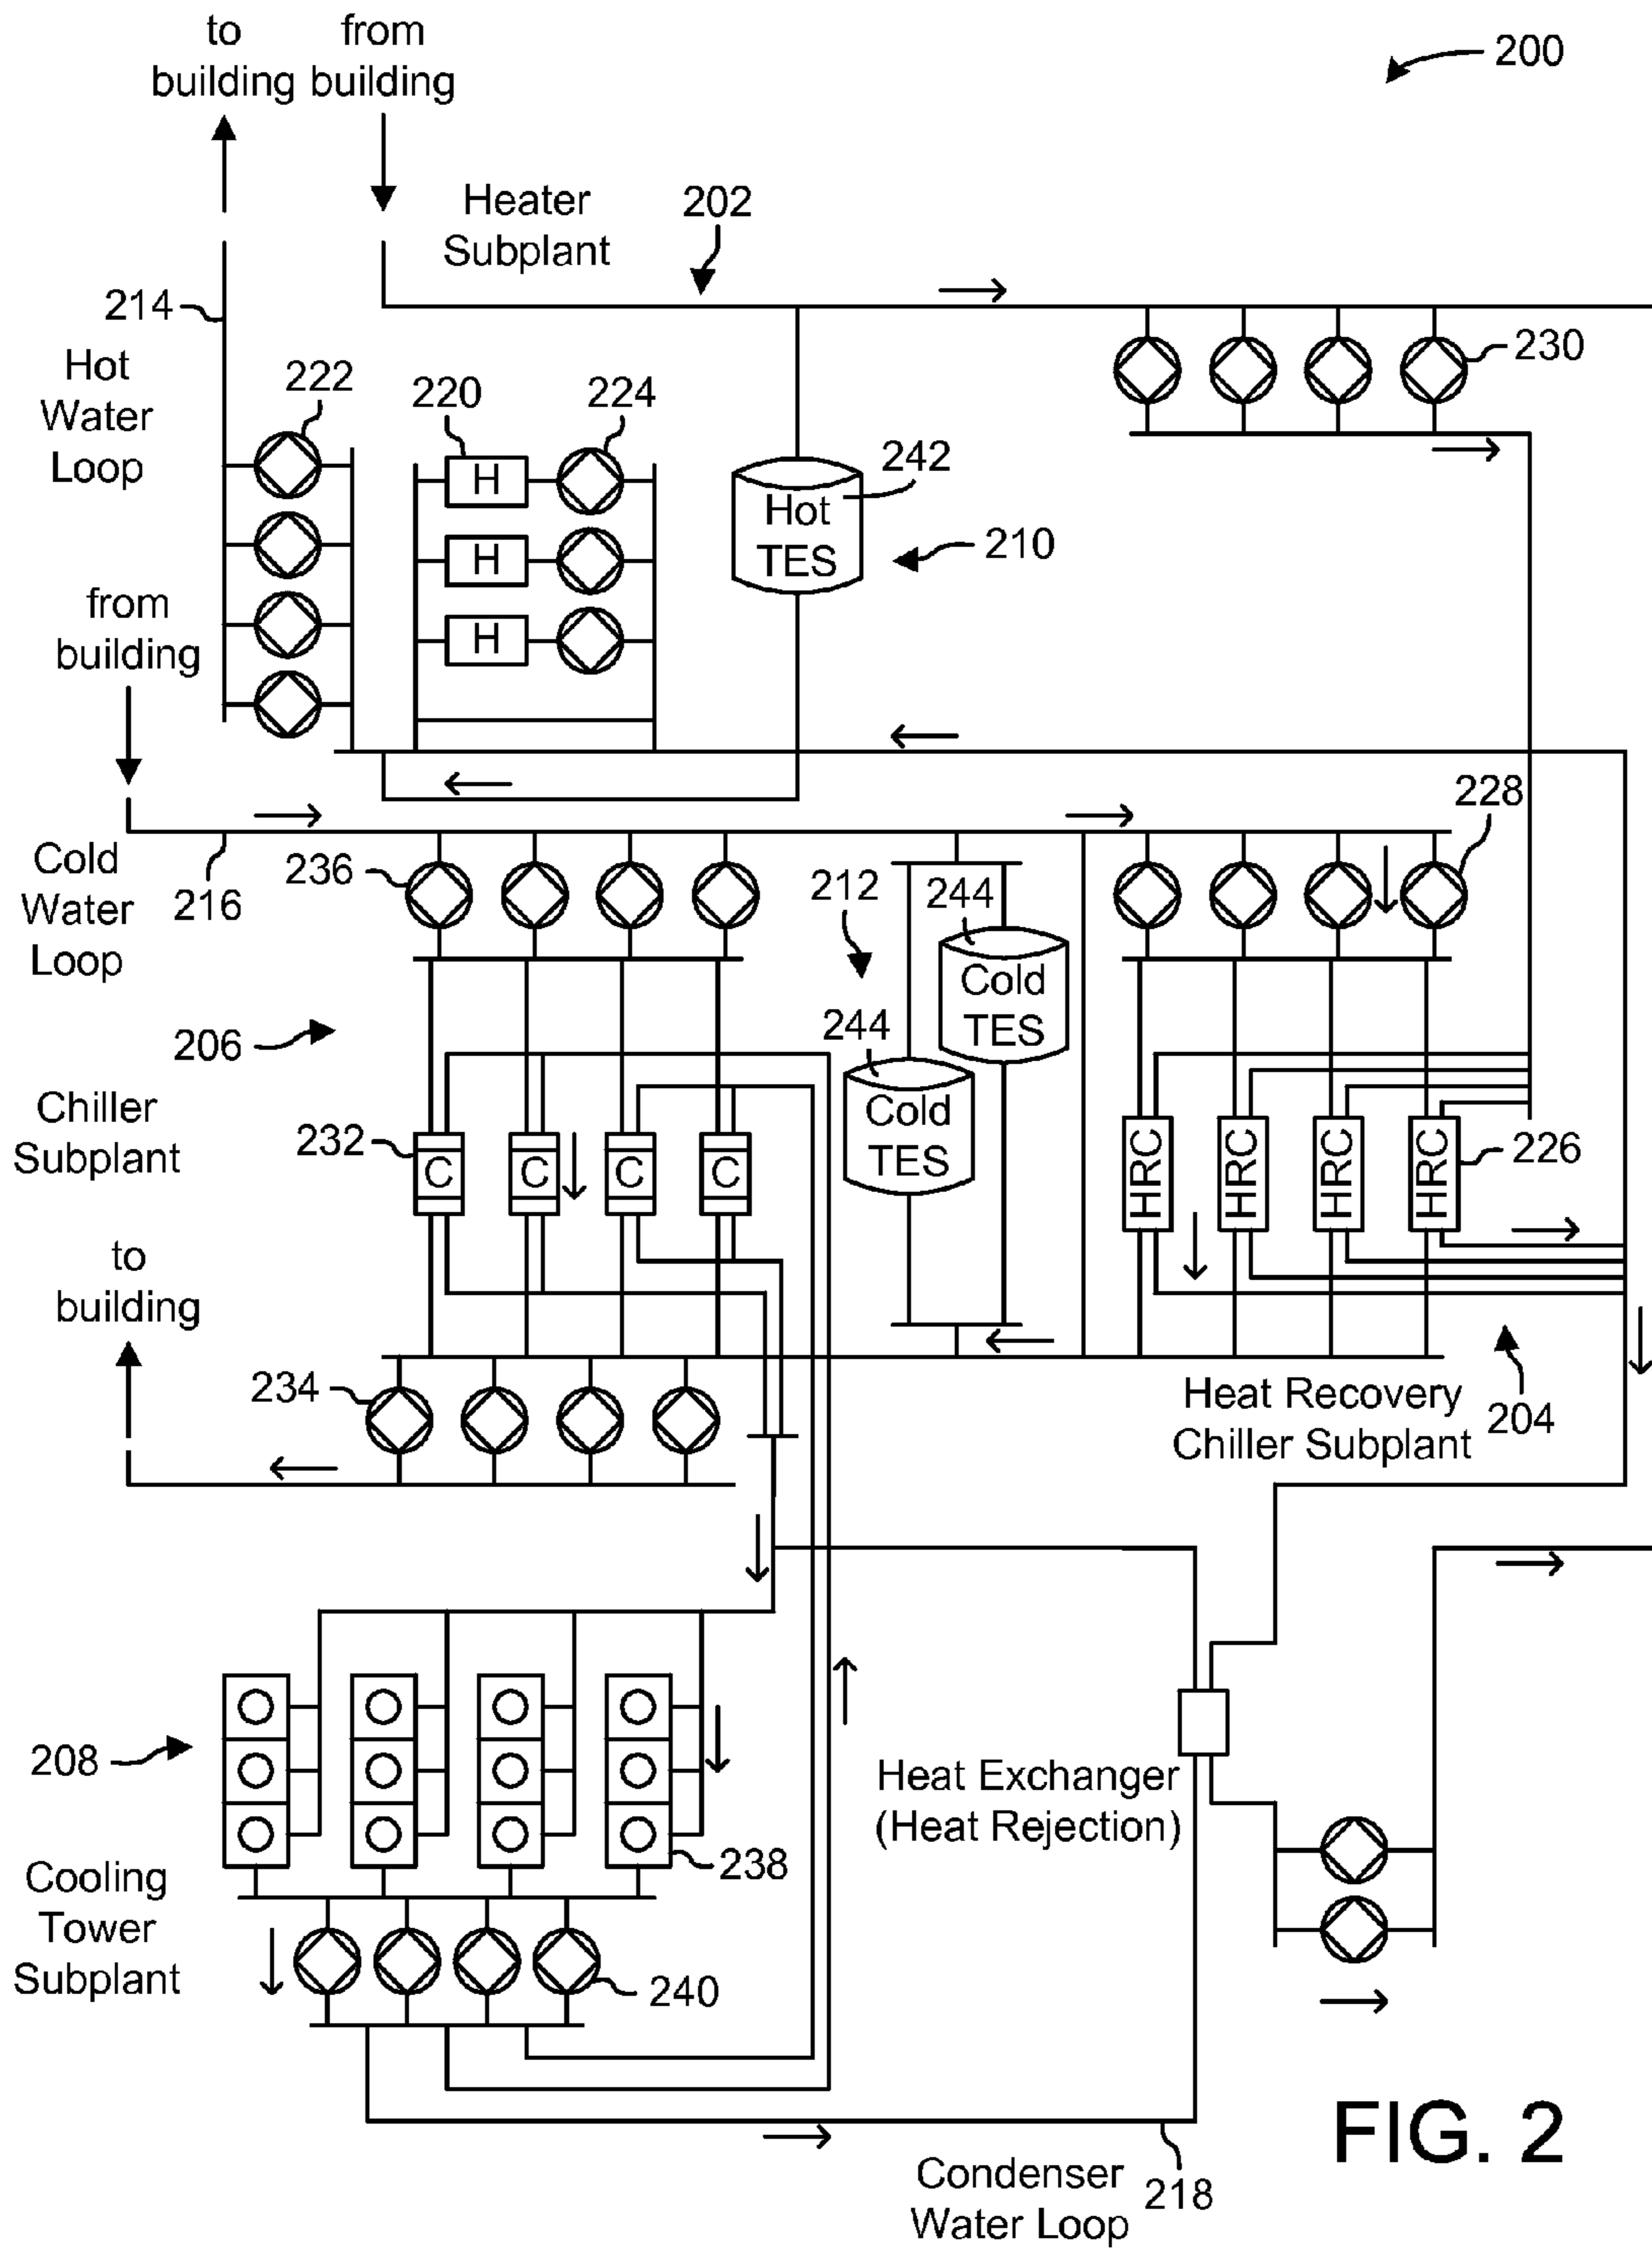 to
building
from
building
200
Heater
Subplant
202
214
Hot
Water
Loop
222
220
224
230
H
H
H
242
Hot
TES
210
from
building
228
Cold
Water
Loop
216
236
212
244
Cold
TES
244
Cold
TES
206
Chiller
Subplant
232
C
C
C
C
HRC
HRC
HRC
HRC
226
to
building
234
Heat Recovery
Chiller Subplant
204
208
Heat Exchanger
(Heat Rejection)
238
Cooling
Tower
Subplant
240
Condenser
Water Loop
218
FIG. 2